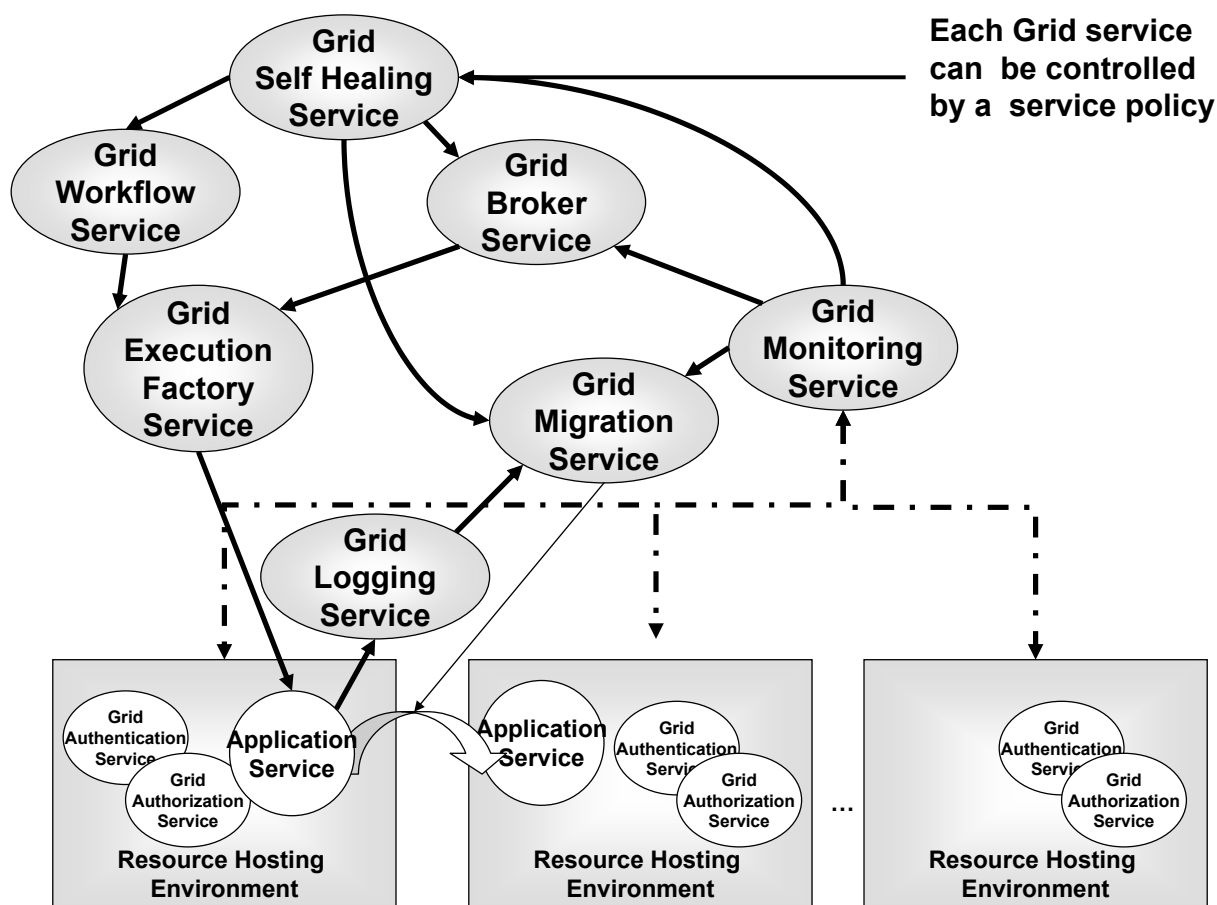 Grid
Self Healing
Service
Each Grid service
can be controlled
by a service policy
Grid
Workflow
Service
Grid
Broker
Service
Grid
Execution
Factory
Service
Grid
Monitoring
Service
Grid
Migration
Service
Grid
Logging
Service
Grid
Authentication
Service
Grid
Authorization
Service
Application
Service
Resource Hosting
Environment
Application
Service
Grid
Authentication
Service
Grid
Authorization
Service
Resource Hosting
Environment
...
Grid
Authentication
Service
Grid
Authorization
Service
Resource Hosting
Environment